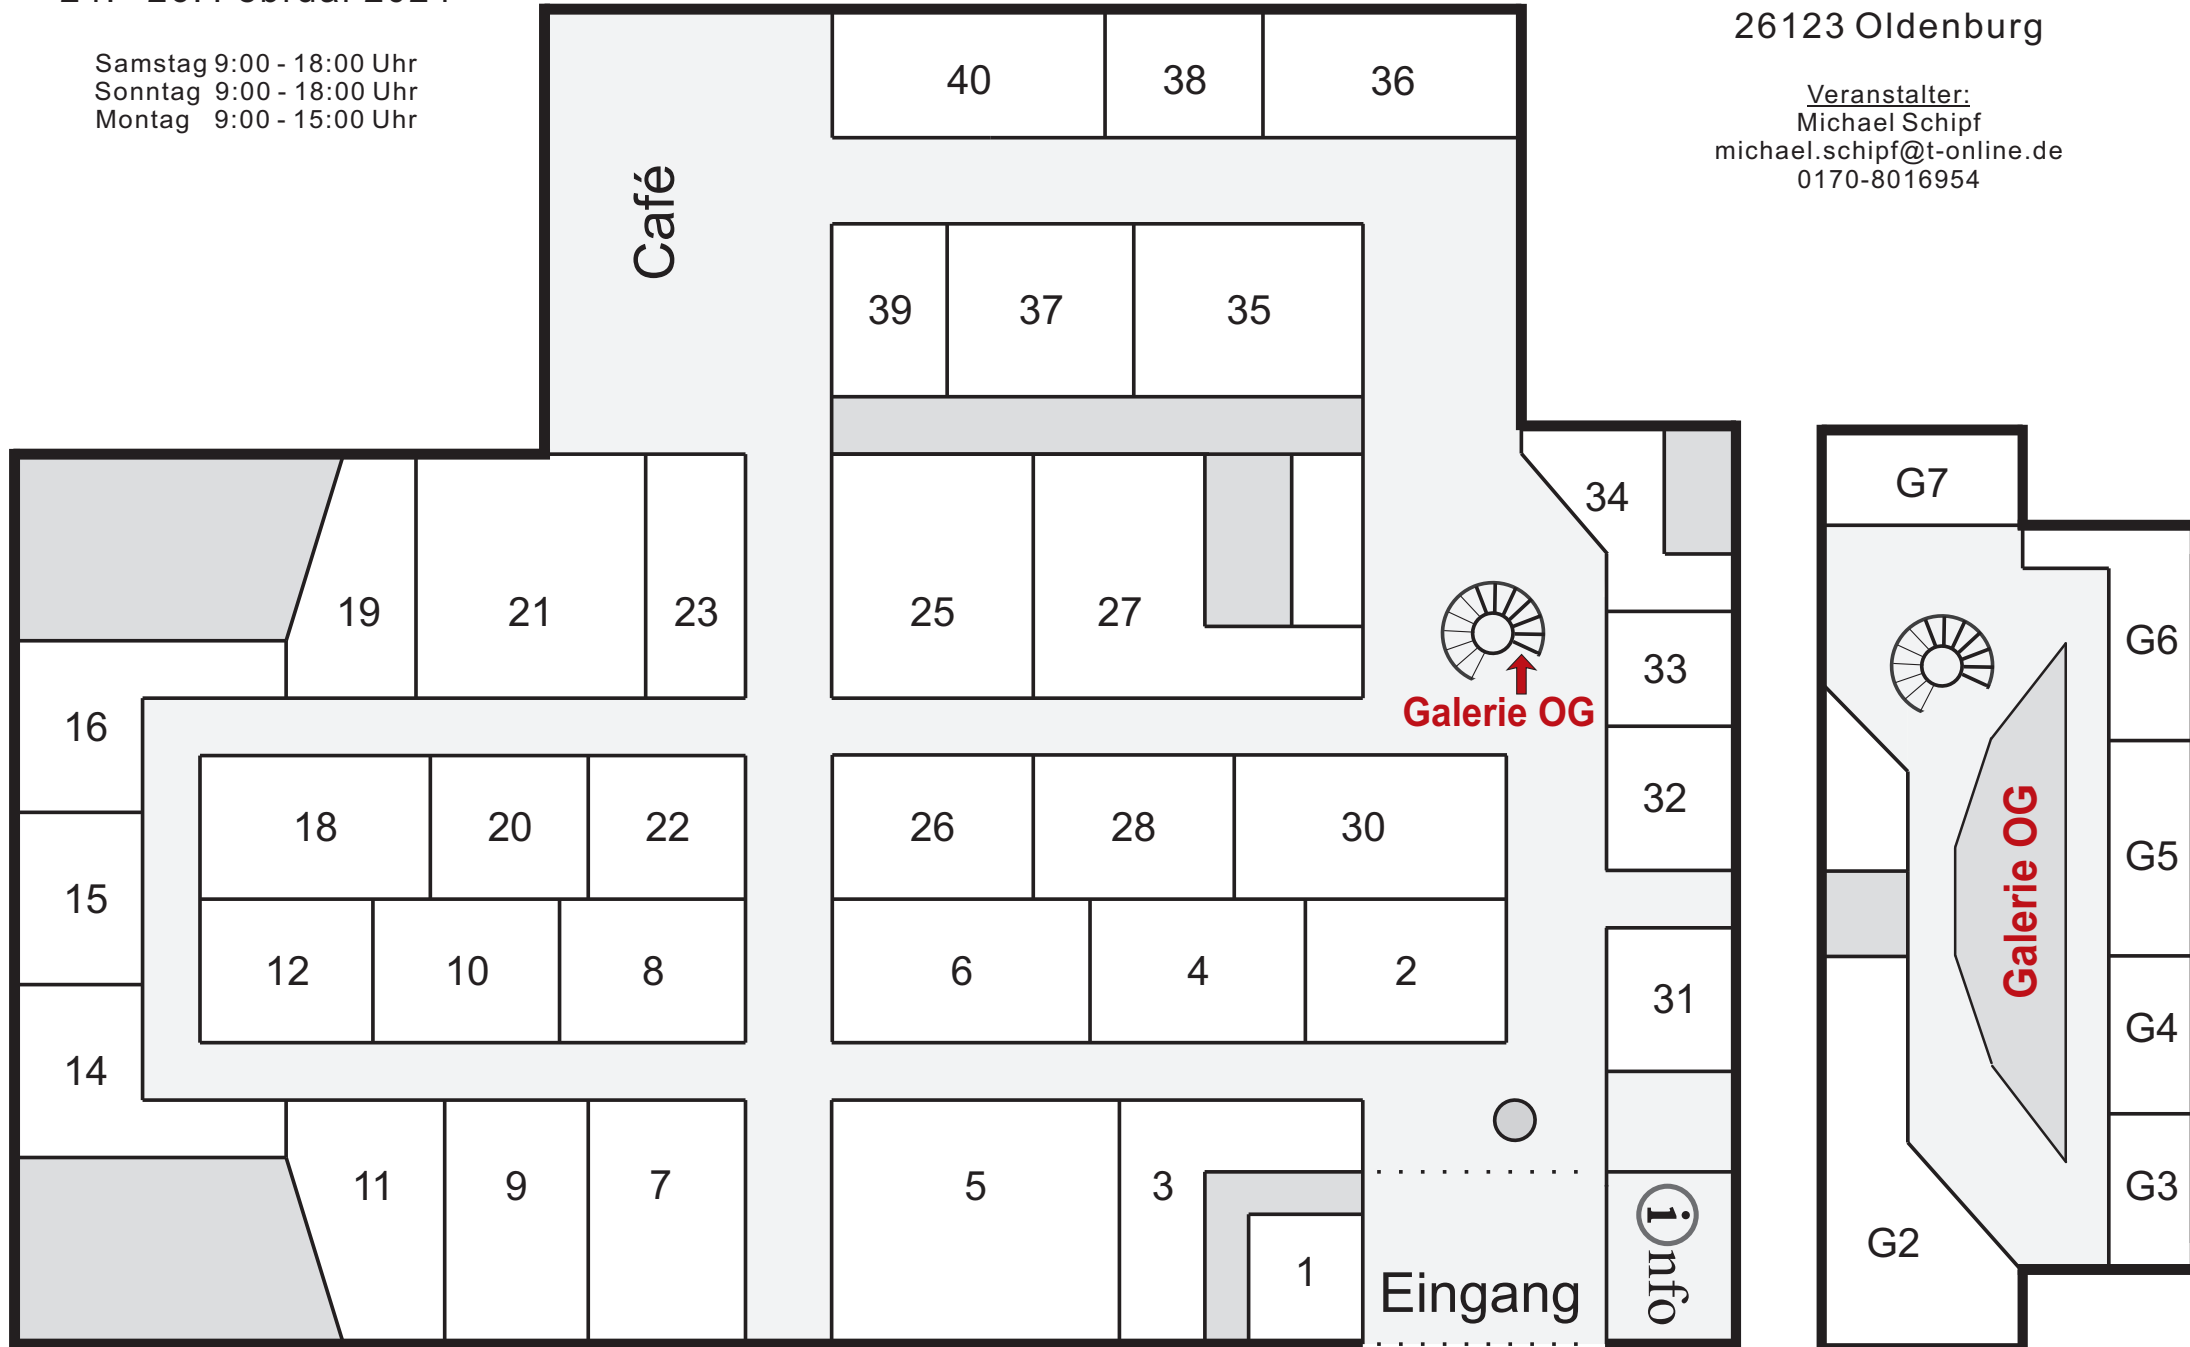 26123 Oldenburg
Samstag 9:00 - 18:00 Uhr
Sonntag 9:00 - 18:00 Uhr
Montag 9:00 - 15:00 Uhr
Veranstalter:
Michael Schipf
michael.schipf@t-online.de
0170-8016954
Café
40 38 36
39 37 35
34
G7
19 21 23 25 27
33
G6
Galerie OG
16
32
18 20 22 26 28 30
G5
Galerie OG
15
12 10 8 6 4 2
31
G4
14
11 9 7 5 3
G3
1
G2
Eingang
info